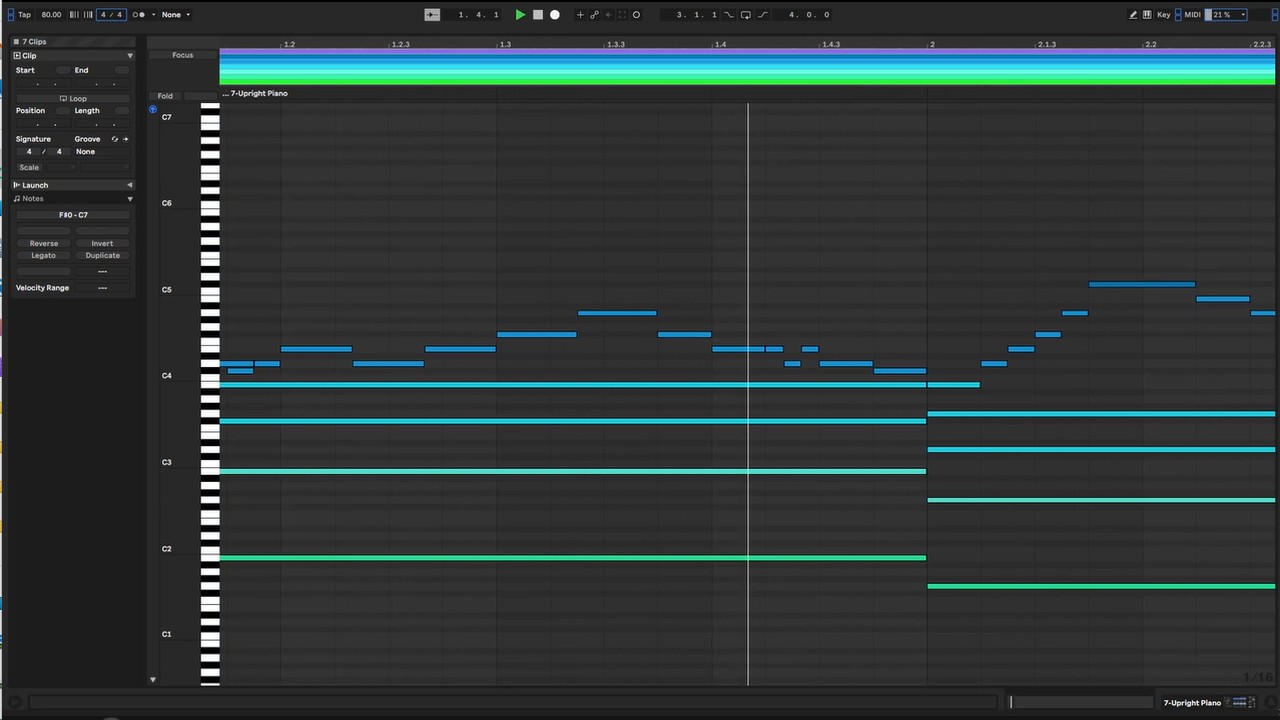 Tap 80.00 4 / 4 None 1. 4. 1 3. 1. 1 4. 0. 0 Key MIDI 21 %
7 Clips
Clip
Start End
Loop
Position Length
Signature Groove
4 / 4 None
Scale
Launch
Notes
F#0 - C7
Reverse Invert
Legato Duplicate
---
Velocity Range ---
1.2 1.2.3 1.3 1.3.3 1.4 1.4.3 2 2.1.3 2.2 2.2.3
Focus
Fold ... 7-Upright Piano
C7
C6
C5
C4
C3
C2
C1
1/16
7-Upright Piano